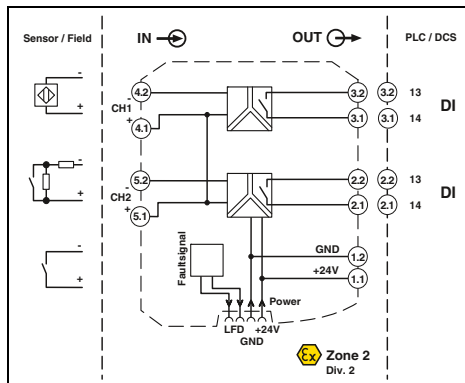 Sensor / Field
IN
OUT
PLC / DCS
-
+
4.2
-
CH1
+
4.1
3.2
3.2
13
3.1
3.1
14
DI
-
+
5.2
-
CH2
+
5.1
2.2
2.2
13
2.1
2.1
14
DI
-
+
Faultsignal
GND
1.2
+24V
1.1
Power
LFD
+24V
GND
Ex
Zone 2
Div. 2